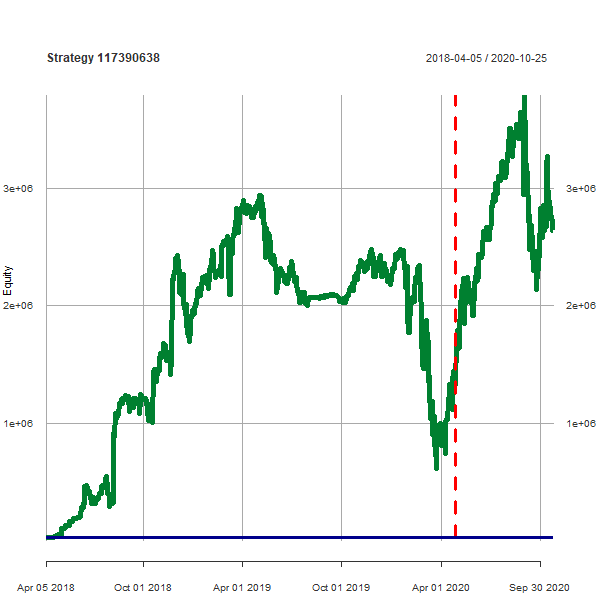 Strategy 117390638
2018-04-05 / 2020-10-25
Equity
3e+06
3e+06
2e+06
2e+06
1e+06
1e+06
Apr 05 2018
Oct 01 2018
Apr 01 2019
Oct 01 2019
Apr 01 2020
Sep 30 2020